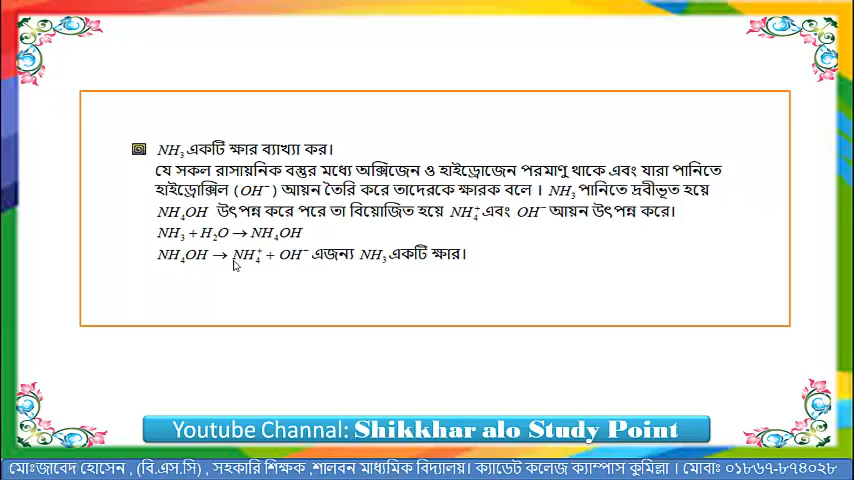 NH₃ একটি ক্ষার ব্যাখ্যা কর।
যে সকল রাসায়নিক বস্তুর মধ্যে অক্সিজেন ও হাইড্রোজেন পরমাণু থাকে এবং যারা পানিতে
হাইড্রোক্সিল (OH⁻) আয়ন তৈরি করে তাদেরকে ক্ষারক বলে । NH₃ পানিতে দ্রবীভূত হয়ে
NH₄OH উৎপন্ন করে পরে তা বিয়োজিত হয়ে NH₄⁺ এবং OH⁻ আয়ন উৎপন্ন করে।
NH₃ + H₂O → NH₄OH
NH₄OH → NH₄⁺ + OH⁻ এজন্য NH₃ একটি ক্ষার।
Youtube Channal: Shikkhar alo Study Point
মোঃজাবেদ হোসেন , (বি.এস.সি) , সহকারি শিক্ষক ,শালবন মাধ্যমিক বিদ্যালয়। ক্যাডেট কলেজ ক্যাম্পাস কুমিল্লা । মোবাঃ ০১৮৬৭-৮৭৪০২৮